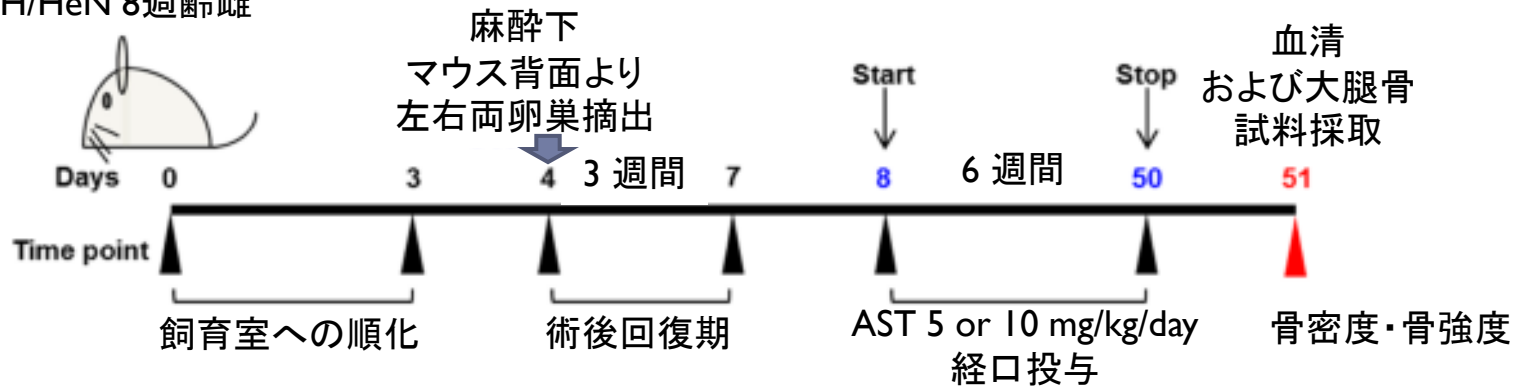 H/HeN 8週齢雌
麻酔下
マウス背面より
左右両卵巣摘出
Start
Stop
血清
および大腿骨
試料採取
Days 0 3 4 3 週間 7 8 6 週間 50 51
Time point
飼育室への順化
術後回復期
AST 5 or 10 mg/kg/day
経口投与
骨密度・骨強度